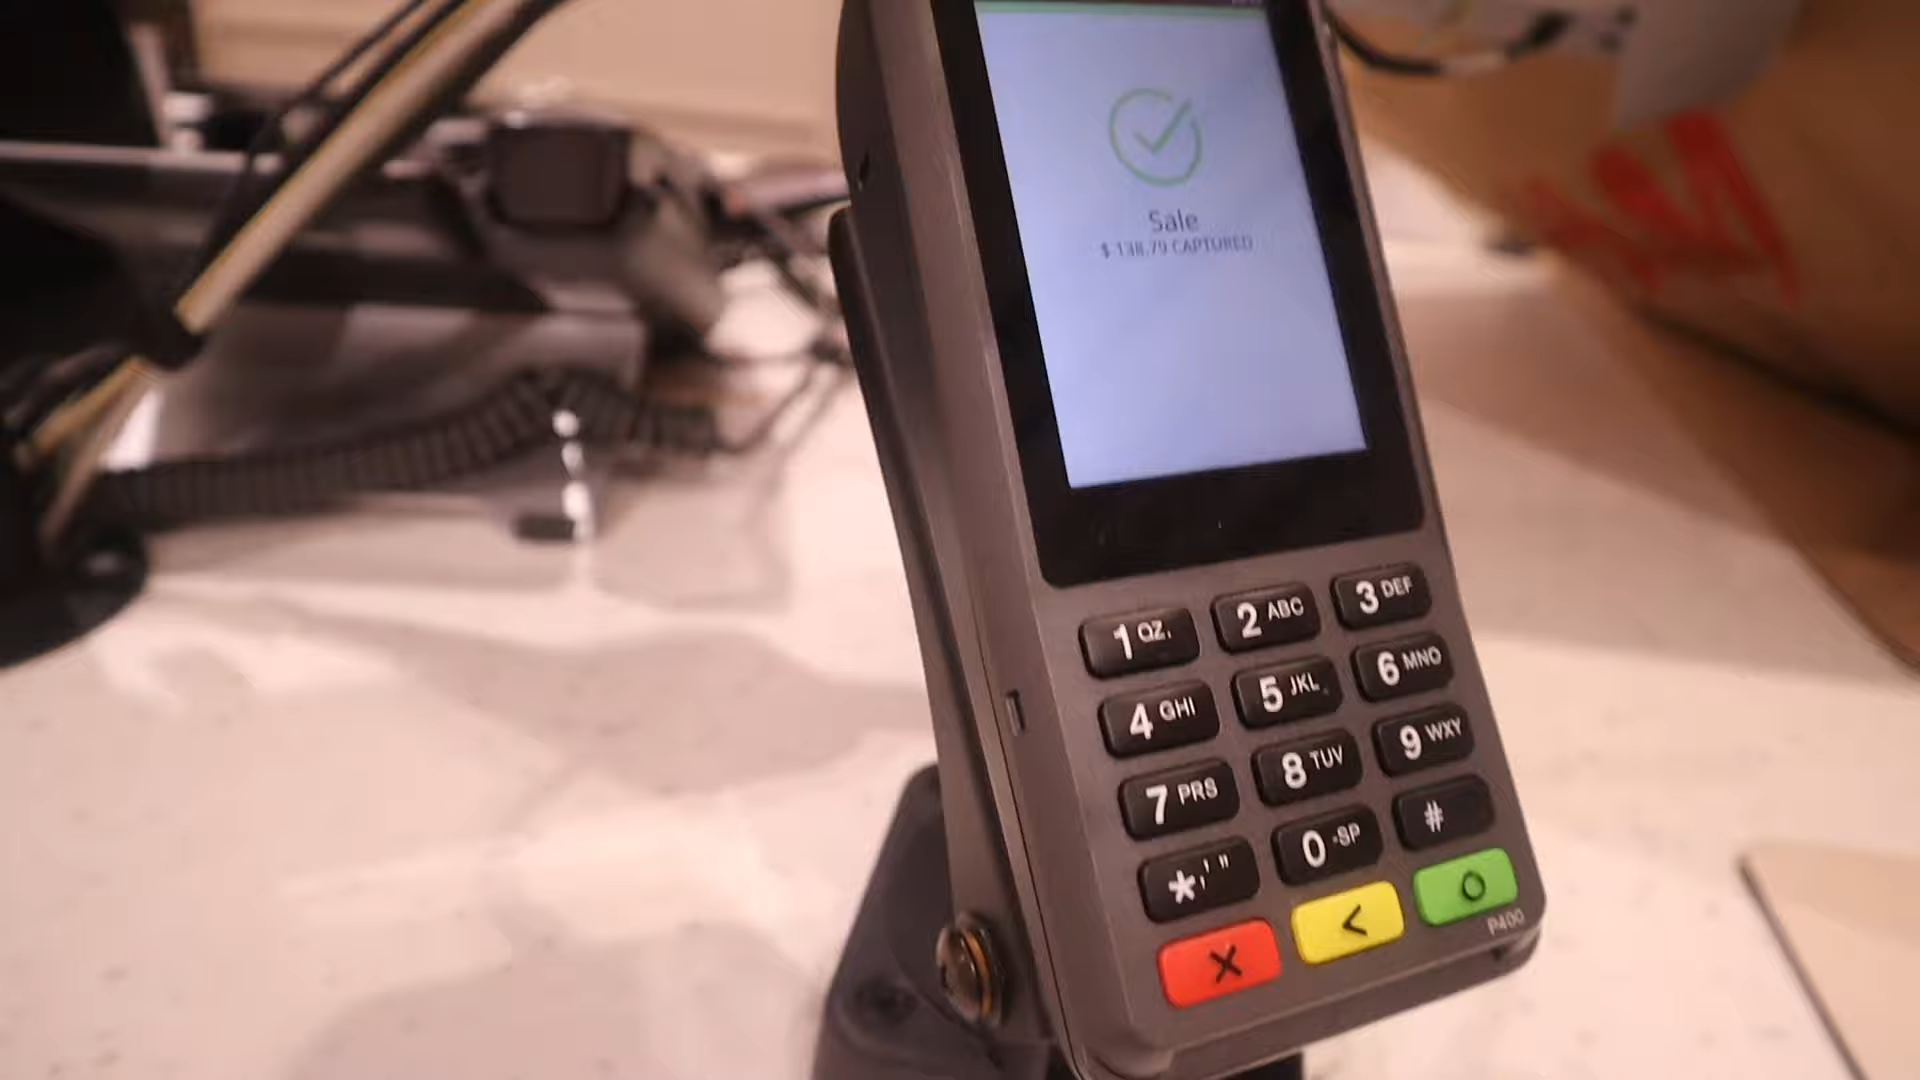 Sale
$ 138.79 CAPTURED
1 QZ.
2 ABC
3 DEF
4 GHI
5 JKL
6 MNO
7 PRS
8 TUV
9 WXY
*,'"
0 -SP
#
X
<
O
P400